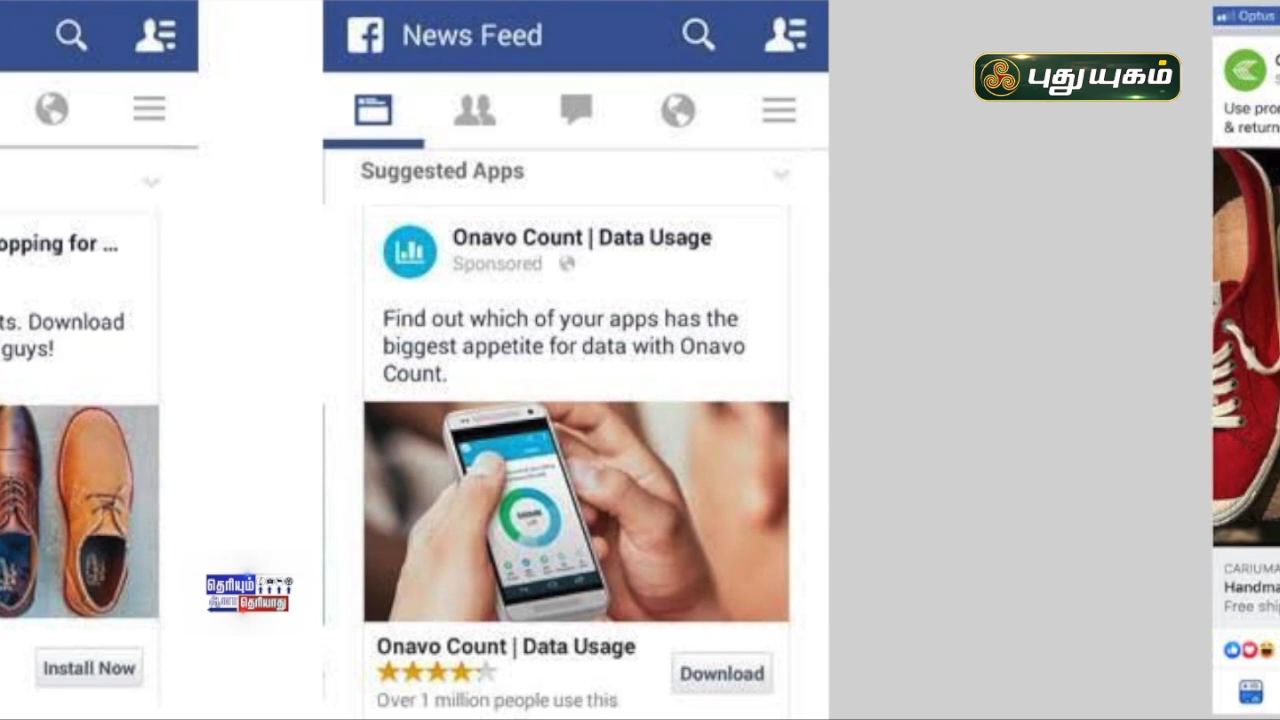 opping for ...
ts. Download
guys!
Install Now
News Feed
Suggested Apps
Onavo Count | Data Usage
Sponsored
Find out which of your apps has the
biggest appetite for data with Onavo
Count.
Onavo Count | Data Usage
Over 1 million people use this
Download
தெரியும்
ஆனா தெரியாது
புதுயுகம்
Optus
Use pro
& return
CARIUMA
Handma
Free ship